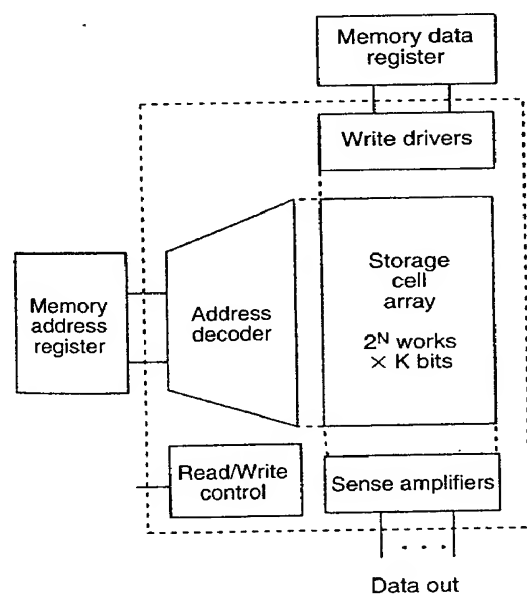 Memory data
register
Write drivers
Storage
cell
array
2ᴺ works
× K bits
Memory
address
register
Address
decoder
Read/Write
control
Sense amplifiers
. . .
Data out